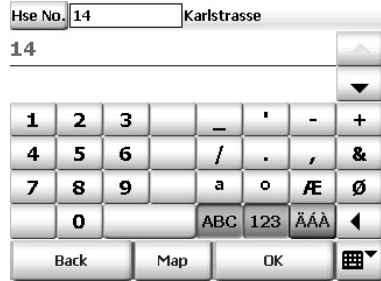 Hse No. 14 Karlstrasse
14
1 2 3 _ ' - +
4 5 6 / . , &
7 8 9 a o Æ Ø
0 ABC 123 ÄÁÀ
Back Map OK